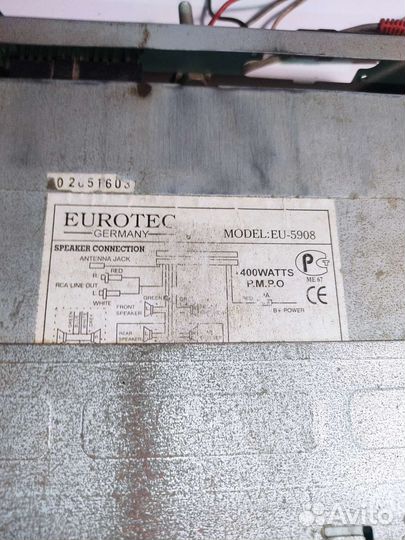 EUROTEC
GERMANY
MODEL:EU-5908
SPEAKER CONNECTION
ANTENNA JACK
RED
R
RCA LINE OUT
WHITE
FRONT
SPEAKER
GREEN
REAR
SPEAKER
400WATTS
P.M.P.O
RED
B+ POWER
P
ME 67
CE
Avito